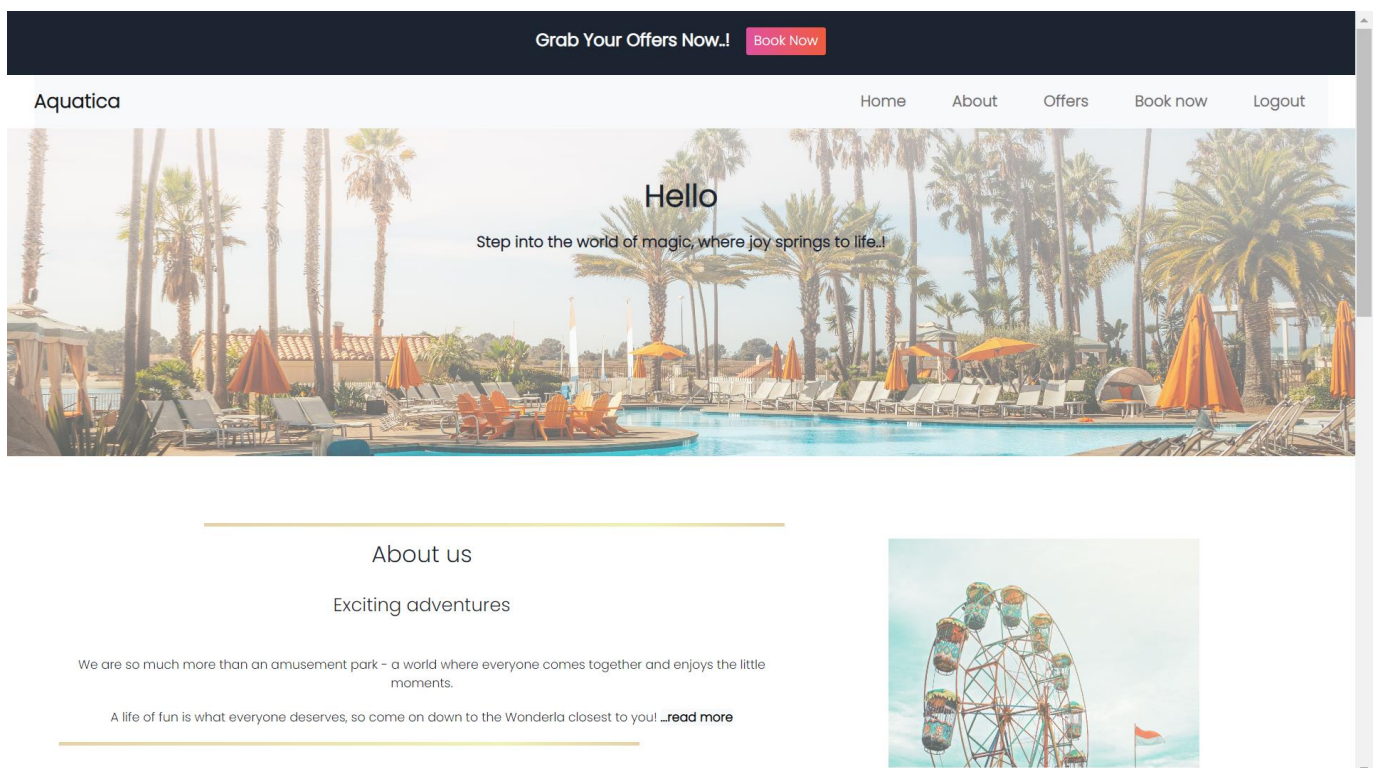 Grab Your Offers Now..! Book Now
Aquatica Home About Offers Book now Logout
Hello
Step into the world of magic, where joy springs to life..!
About us
Exciting adventures
We are so much more than an amusement park - a world where everyone comes together and enjoys the little
moments.
A life of fun is what everyone deserves, so come on down to the Wonderla closest to you! ...read more